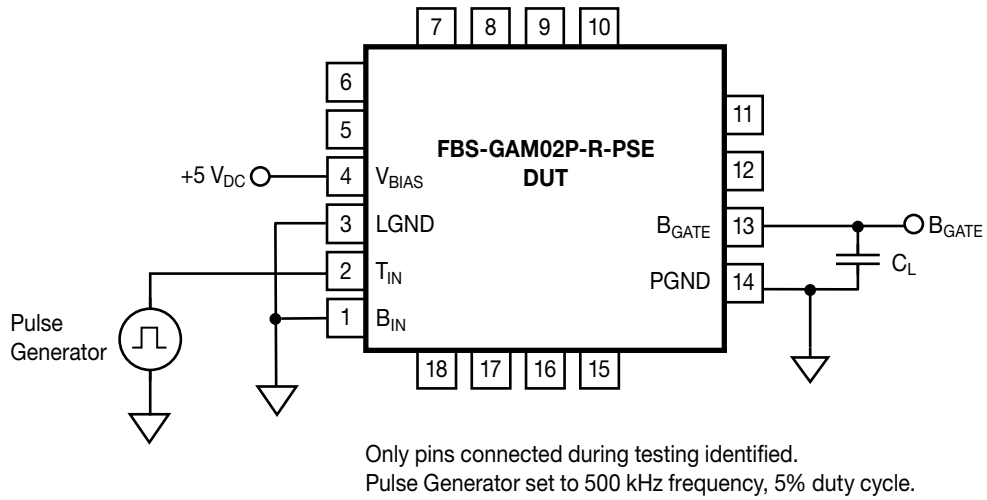 7 8 9 10
6
5
11
FBS-GAM02P-R-PSE
DUT
12
+5 VDC 4 VBIAS
3 LGND
BGATE 13 BGATE
CL
2 TIN
PGND 14
Pulse
Generator
1 BIN
18 17 16 15
Only pins connected during testing identified.
Pulse Generator set to 500 kHz frequency, 5% duty cycle.